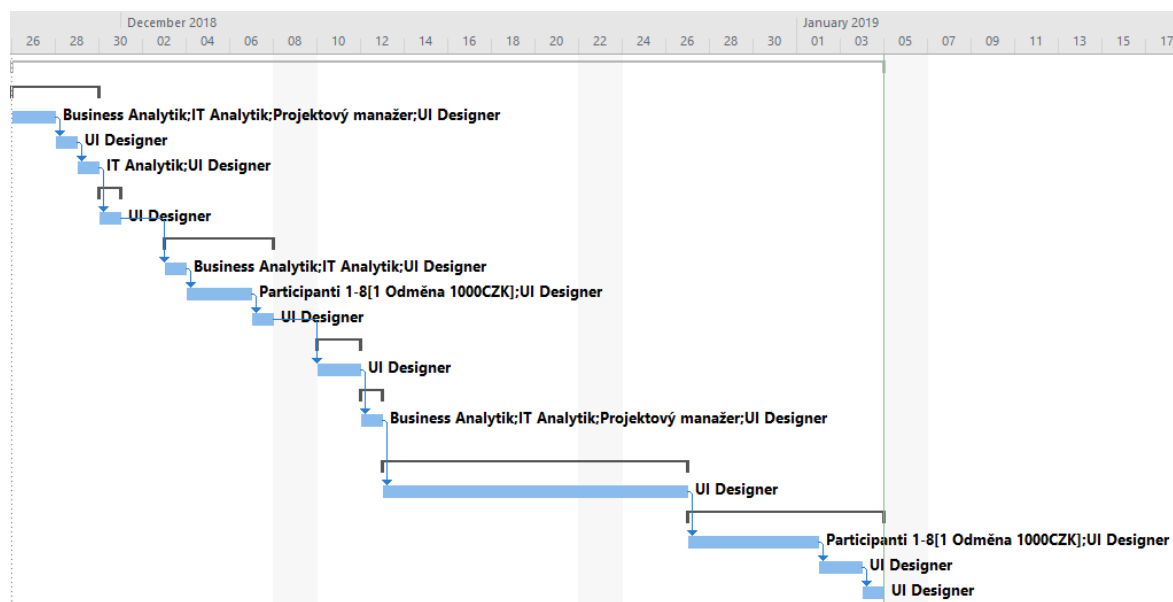 December 2018 January 2019
26 28 30 02 04 06 08 10 12 14 16 18 20 22 24 26 28 30 01 03 05 07 09 11 13 15 17
Business Analytik;IT Analytik;Projektový manažer;UI Designer
UI Designer
IT Analytik;UI Designer
UI Designer
Business Analytik;IT Analytik;UI Designer
Participanti 1-8[1 Odměna 1000CZK];UI Designer
UI Designer
UI Designer
Business Analytik;IT Analytik;Projektový manažer;UI Designer
UI Designer
Participanti 1-8[1 Odměna 1000CZK];UI Designer
UI Designer
UI Designer